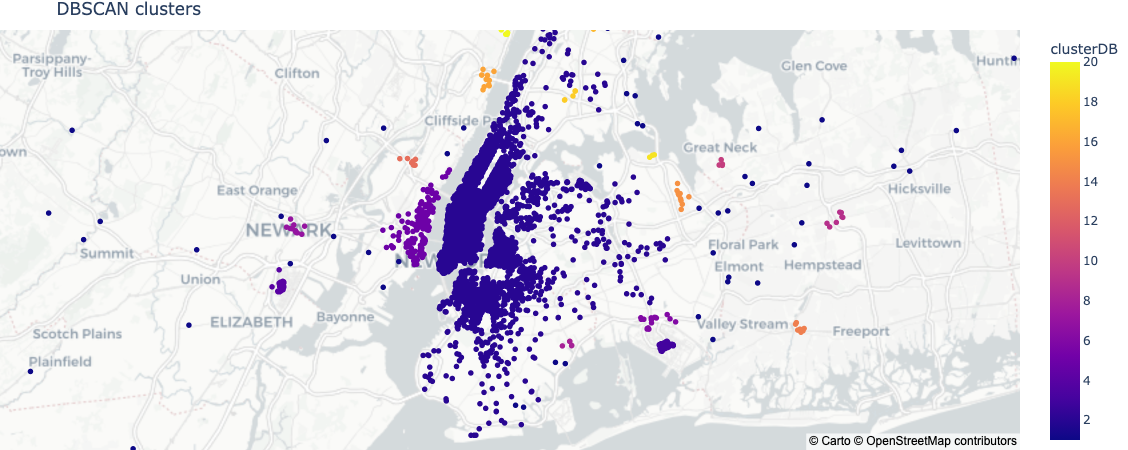 DBSCAN clusters
clusterDB
Parsippany-
Troy Hills
Clifton
Glen Cove
20
18
16
14
12
10
8
6
4
2
Cliffside
Great Neck
own
East Orange
Hicksville
NEWARK
Summit
Floral Park
Levittown
Union
Elmont
Hempstead
ELIZABETH
Bayonne
Valley Stream
Freeport
Scotch Plains
Plainfield
© Carto © OpenStreetMap contributors